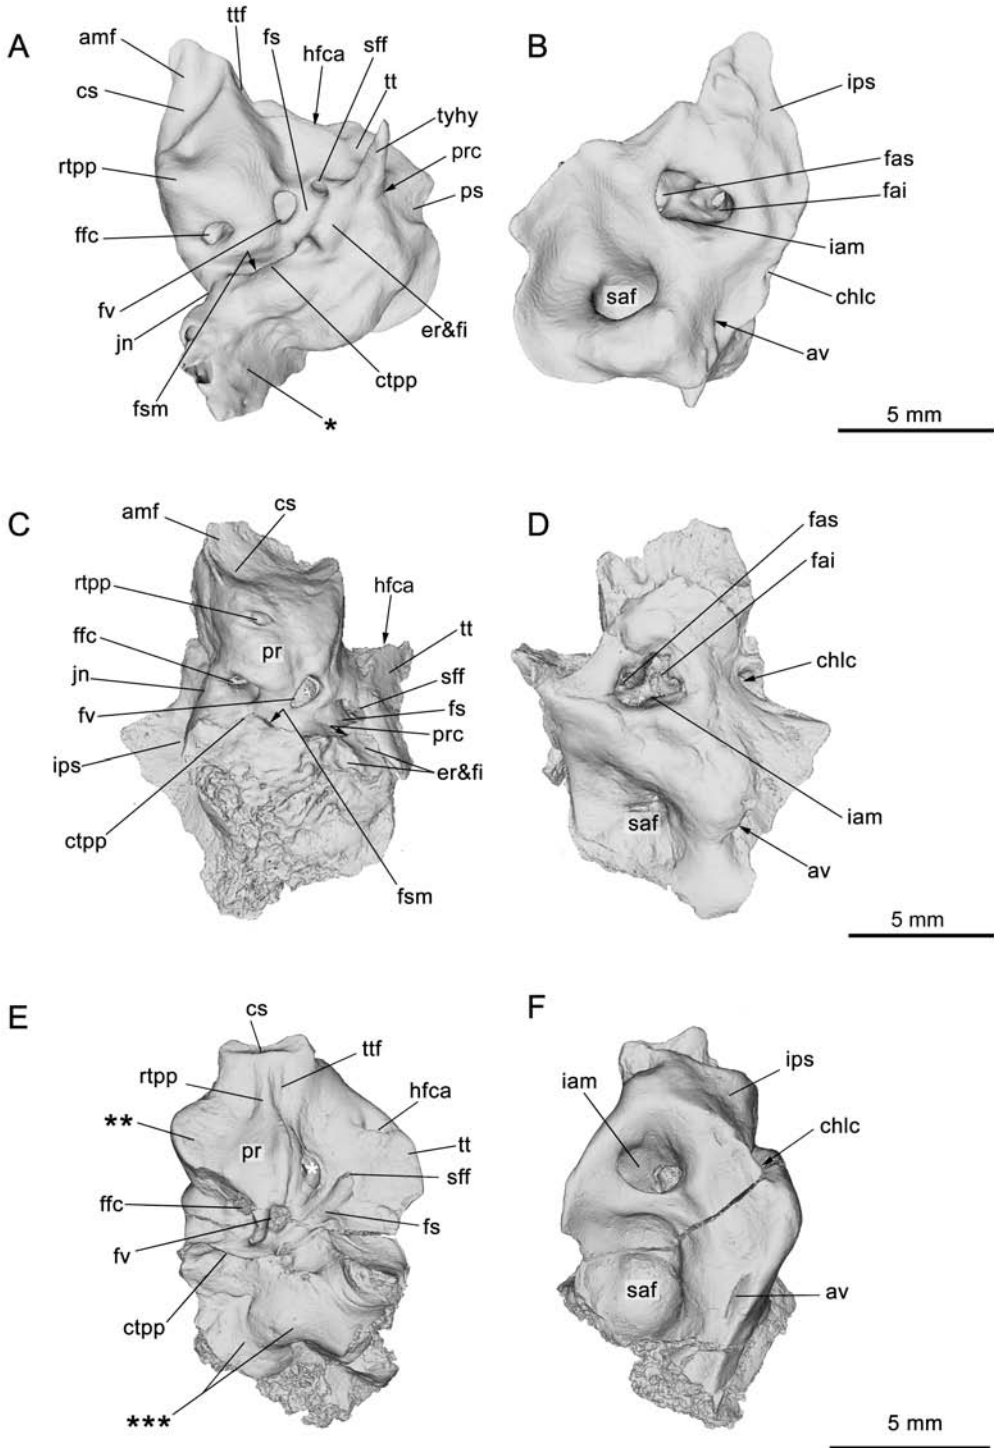 A
amf
cs
rtpp
ffc
fv
jn
fsm
ttf
fs
hfca
sff
tt
tyhy
prc
ps
er&fi
ctpp
*
B
ips
fas
fai
iam
chlc
av
saf
5 mm
C
amf
cs
rtpp
ffc
jn
fv
ips
ctpp
pr
hfca
tt
sff
fs
prc
er&fi
fsm
D
fas
fai
chlc
iam
av
saf
5 mm
E
cs
ttf
rtpp
hfca
**
pr
tt
*
sff
ffc
fs
fv
ctpp
***
F
ips
iam
chlc
saf
av
5 mm